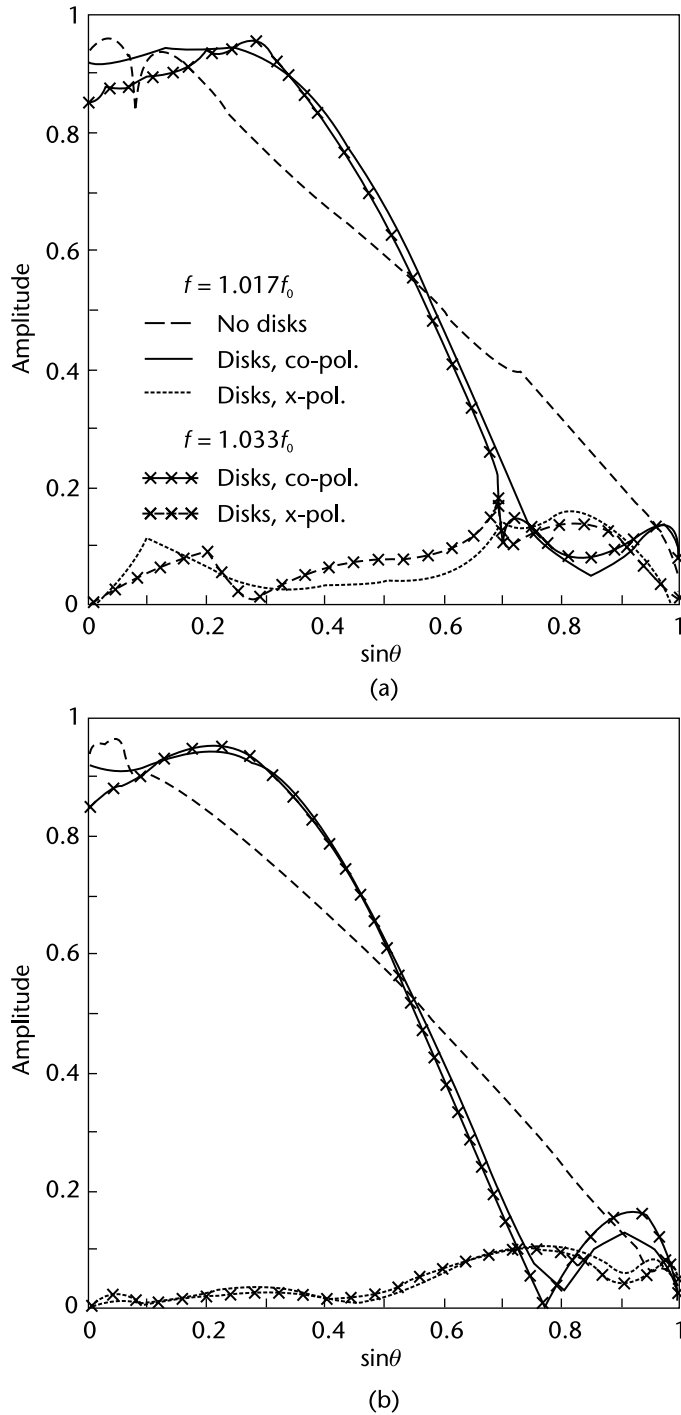 1
0.8
0.6
0.4
0.2
0
Amplitude
f = 1.017f₀
No disks
Disks, co-pol.
Disks, x-pol.
f = 1.033f₀
Disks, co-pol.
Disks, x-pol.
0 0.2 0.4 0.6 0.8 1
sinθ
(a)
1
0.8
0.6
0.4
0.2
0
Amplitude
0 0.2 0.4 0.6 0.8 1
sinθ
(b)